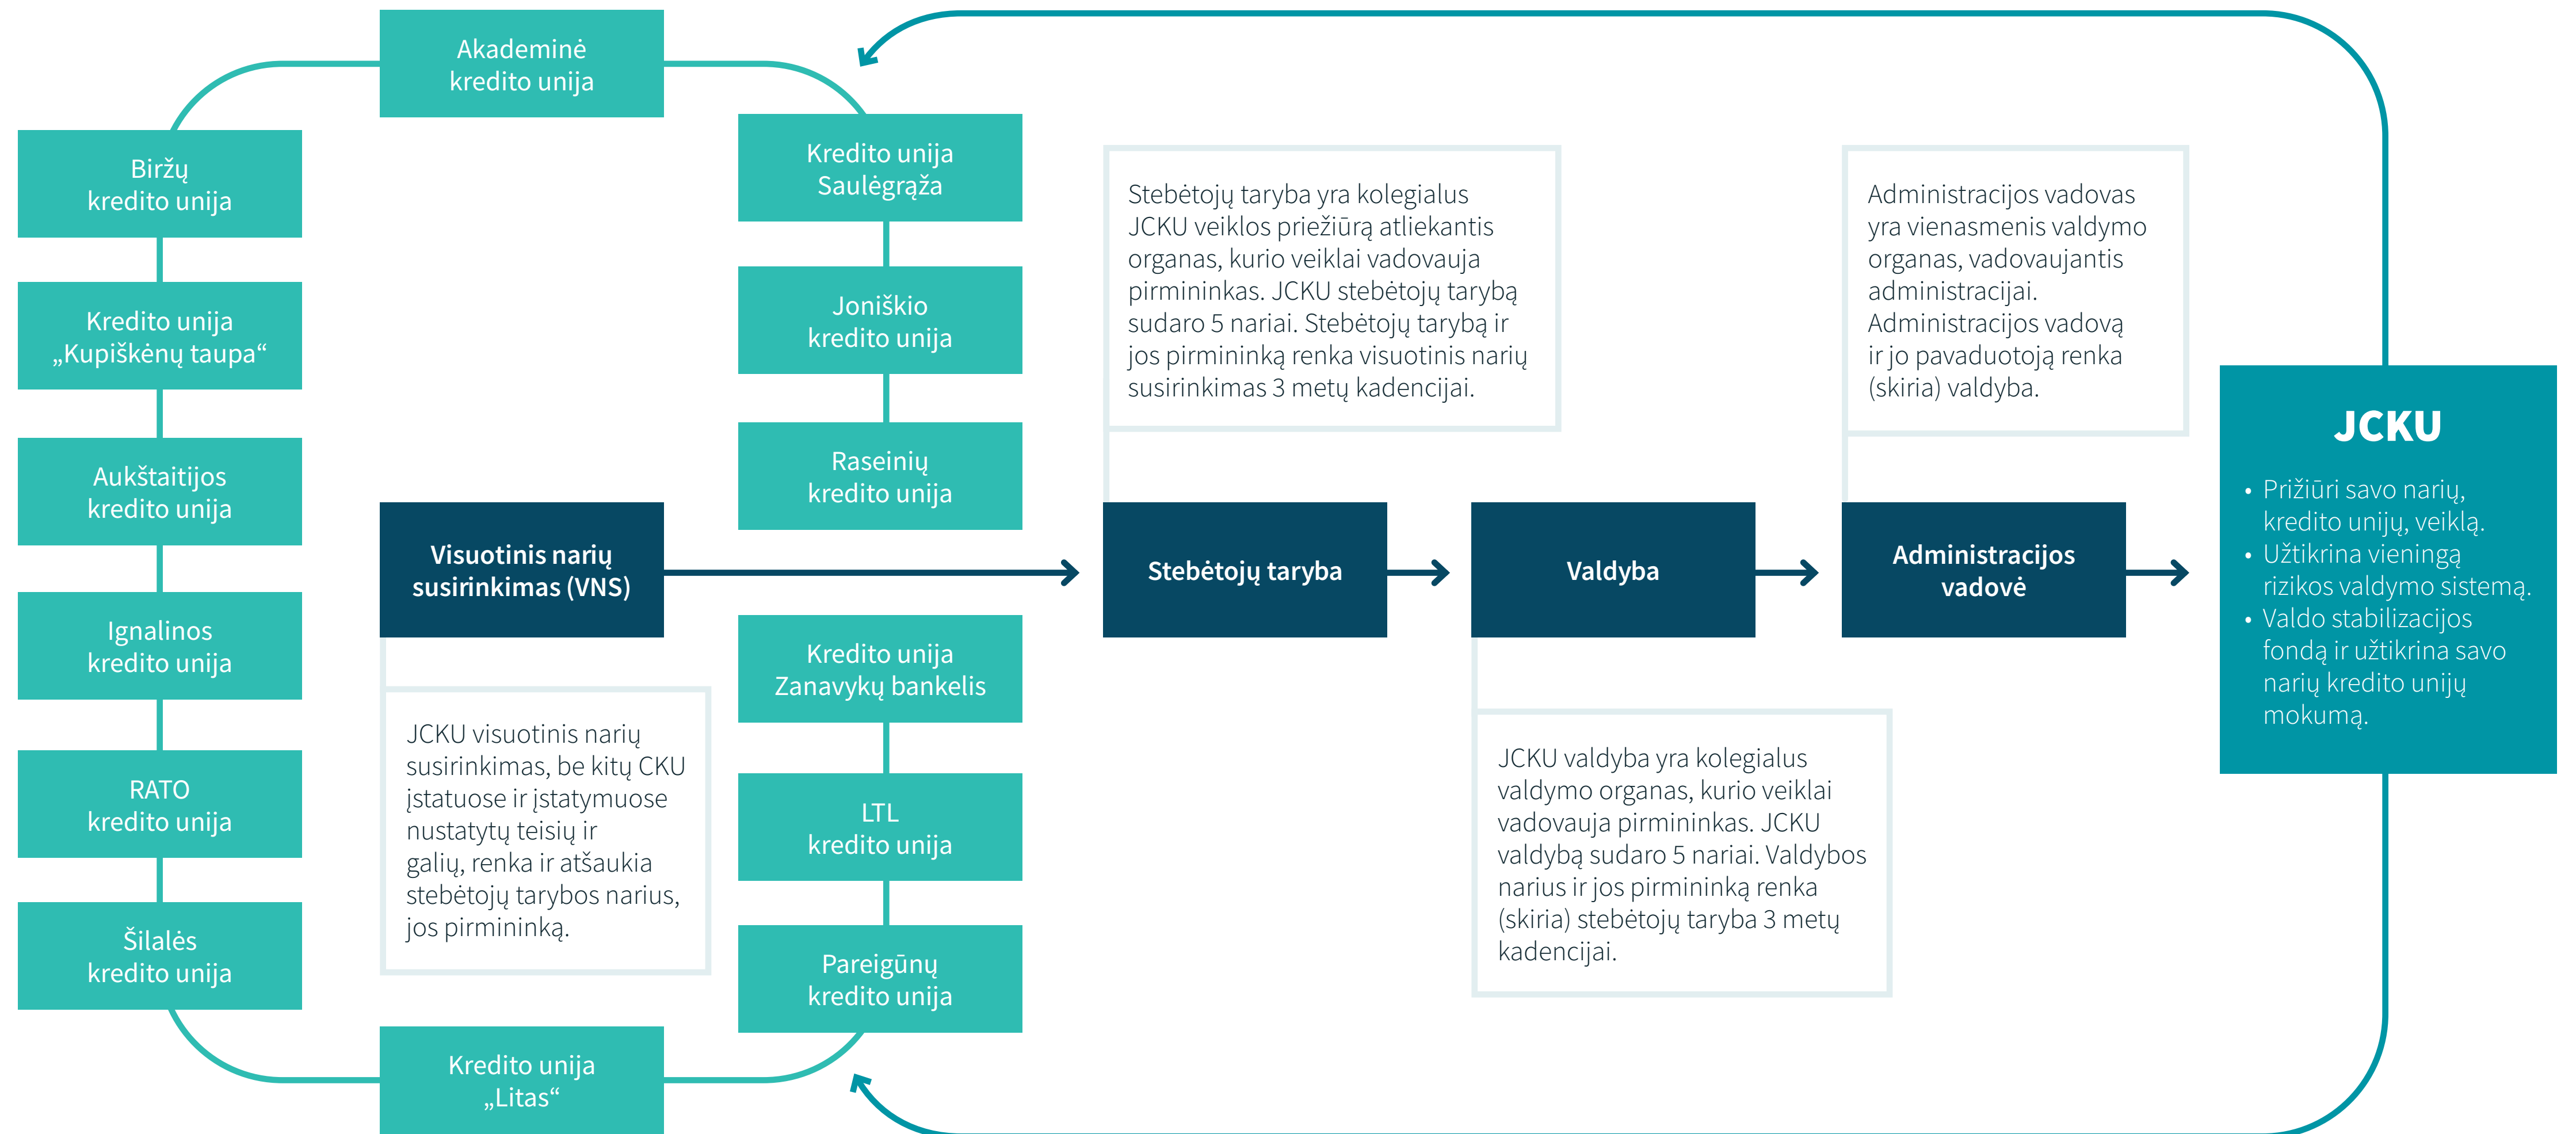 Akademinė
kredito unija
Biržų
kredito unija
Kredito unija
„Kupiškėnų taupa“
Aukštaitijos
kredito unija
Ignalinos
kredito unija
RATO
kredito unija
Šilalės
kredito unija
Kredito unija
„Litas“
Kredito unija
Saulėgrąža
Joniškio
kredito unija
Raseinių
kredito unija
Kredito unija
Zanavykų bankelis
LTL
kredito unija
Pareigūnų
kredito unija
Visuotinis narių
susirinkimas (VNS)
JCKU visuotinis narių
susirinkimas, be kitų CKU
įstatuose ir įstatymuose
nustatytų teisių ir
galių, renka ir atšaukia
stebėtojų tarybos narius,
jos pirmininką.
Stebėtojų taryba yra kolegialus
JCKU veiklos priežiūrą atliekantis
organas, kurio veiklai vadovauja
pirmininkas. JCKU stebėtojų tarybą
sudaro 5 nariai. Stebėtojų tarybą ir
jos pirmininką renka visuotinis narių
susirinkimas 3 metų kadencijai.
Stebėtojų taryba
Valdyba
JCKU valdyba yra kolegialus
valdymo organas, kurio veiklai
vadovauja pirmininkas. JCKU
valdybą sudaro 5 nariai. Valdybos
narius ir jos pirmininką renka
(skiria) stebėtojų taryba 3 metų
kadencijai.
Administracijos vadovas
yra vienasmenis valdymo
organas, vadovaujantis
administracijai.
Administracijos vadovą
ir jo pavaduotoją renka
(skiria) valdyba.
Administracijos
vadovė
JCKU
• Prižiūri savo narių,
kredito unijų, veiklą.
• Užtikrina vieningą
rizikos valdymo sistemą.
• Valdo stabilizacijos
fondą ir užtikrina savo
narių kredito unijų
mokumą.